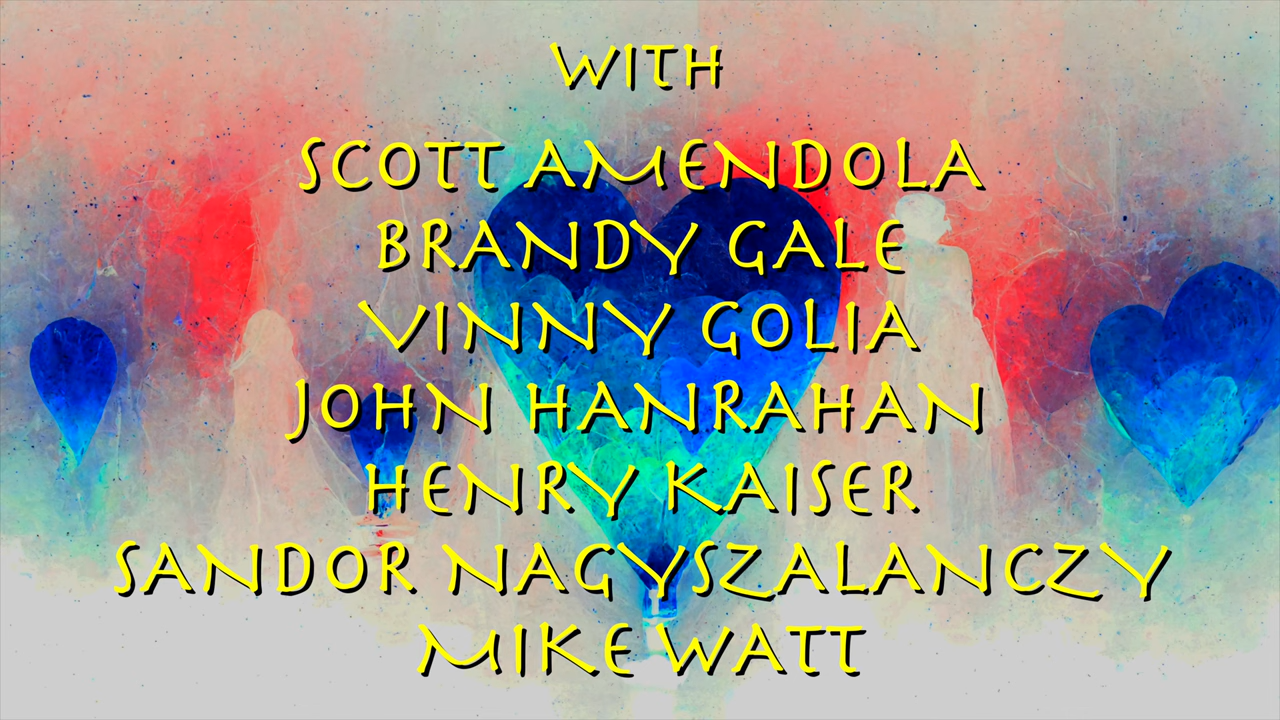 WITH
SCOTT AMENDOLA
BRANDY GALE
VINNY GOLIA
JOHN HANRAHAN
HENRY KAISER
SANDOR NAGYSZALANCZY
MIKE WATT